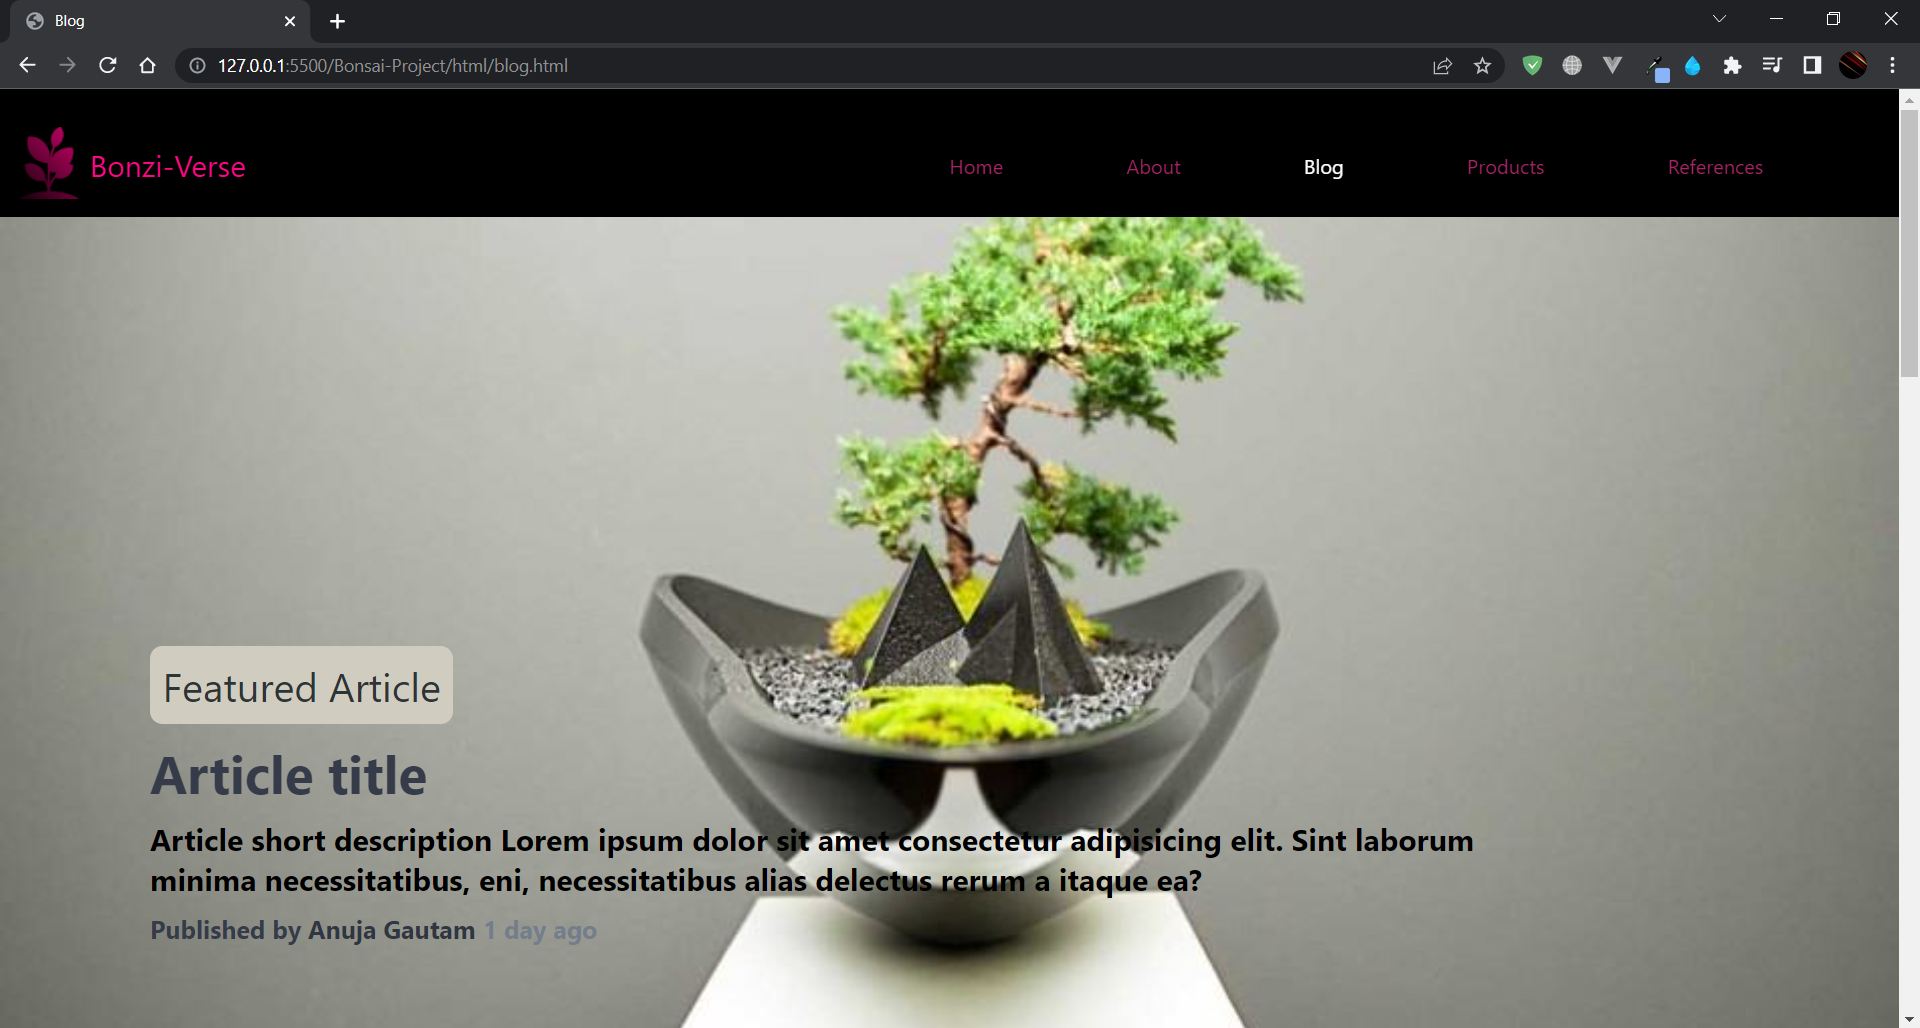 Blog
127.0.0.1:5500/Bonsai-Project/html/blog.html
Bonzi-Verse
Home
About
Blog
Products
References
Featured Article
Article title
Article short description Lorem ipsum dolor sit amet consectetur adipisicing elit. Sint laborum
minima necessitatibus, eni, necessitatibus alias delectus rerum a itaque ea?
Published by Anuja Gautam 1 day ago